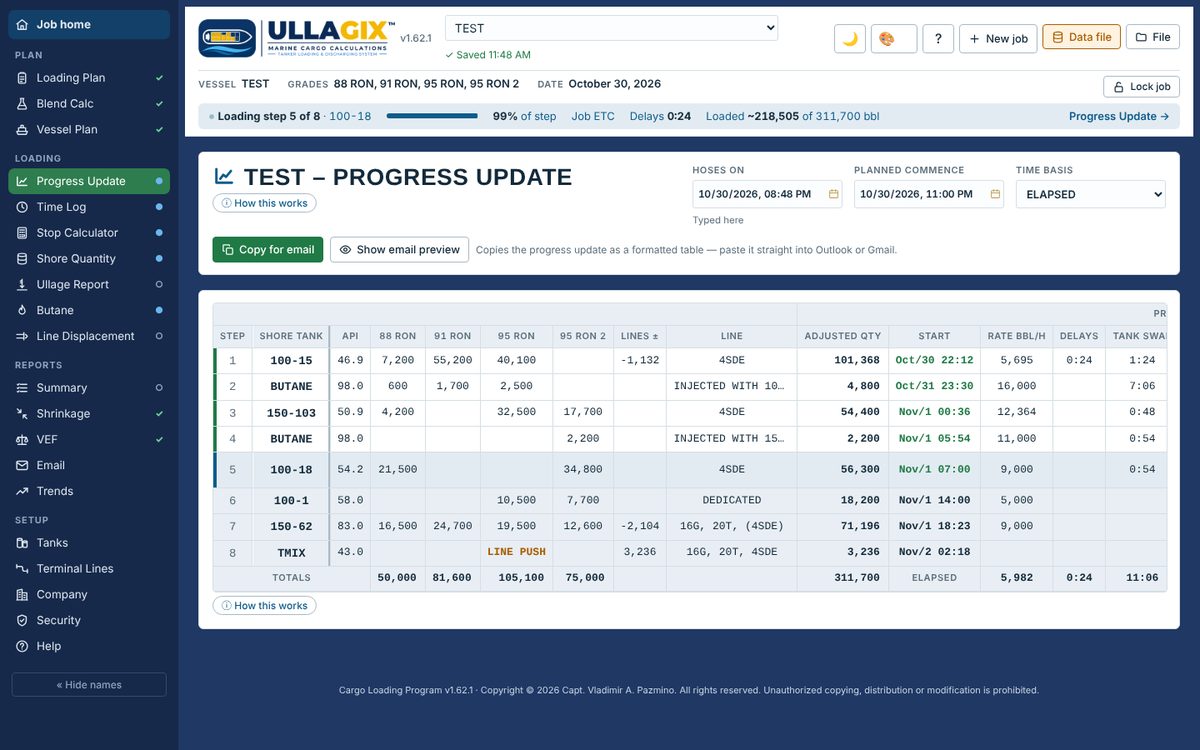 Job home
PLAN
Loading Plan
Blend Calc
Vessel Plan
LOADING
Progress Update
Time Log
Stop Calculator
Shore Quantity
Ullage Report
Butane
Line Displacement
REPORTS
Summary
Shrinkage
VEF
Email
Trends
SETUP
Tanks
Terminal Lines
Company
Security
Help
« Hide names
ULLAGIX™
MARINE CARGO CALCULATIONS
TANKER LOADING & DISCHARGING SYSTEM
v1.62.1
TEST
✓ Saved 11:48 AM
?
+ New job
Data file
File
VESSEL TEST GRADES 88 RON, 91 RON, 95 RON, 95 RON 2 DATE October 30, 2026
Lock job
Loading step 5 of 8 · 100-18 99% of step Job ETC Delays 0:24 Loaded ~218,505 of 311,700 bbl Progress Update →
TEST – PROGRESS UPDATE
ⓘ How this works
HOSES ON PLANNED COMMENCE TIME BASIS
10/30/2026, 08:48 PM 10/30/2026, 11:00 PM ELAPSED
Typed here
Copy for email Show email preview Copies the progress update as a formatted table — paste it straight into Outlook or Gmail.
PR
STEP SHORE TANK API 88 RON 91 RON 95 RON 95 RON 2 LINES ± LINE ADJUSTED QTY START RATE BBL/H DELAYS TANK SWA
1 100-15 46.9 7,200 55,200 40,100 -1,132 4SDE 101,368 Oct/30 22:12 5,695 0:24 1:24
2 BUTANE 98.0 600 1,700 2,500 INJECTED WITH 10… 4,800 Oct/31 23:30 16,000 7:06
3 150-103 50.9 4,200 32,500 17,700 4SDE 54,400 Nov/1 00:36 12,364 0:48
4 BUTANE 98.0 2,200 INJECTED WITH 15… 2,200 Nov/1 05:54 11,000 0:54
5 100-18 54.2 21,500 34,800 4SDE 56,300 Nov/1 07:00 9,000 0:54
6 100-1 58.0 10,500 7,700 DEDICATED 18,200 Nov/1 14:00 5,000
7 150-62 83.0 16,500 24,700 19,500 12,600 -2,104 16G, 20T, (4SDE) 71,196 Nov/1 18:23 9,000
8 TMIX 43.0 LINE PUSH 3,236 16G, 20T, 4SDE 3,236 Nov/2 02:18
TOTALS 50,000 81,600 105,100 75,000 311,700 ELAPSED 5,982 0:24 11:06
ⓘ How this works
Cargo Loading Program v1.62.1 · Copyright © 2026 Capt. Vladimir A. Pazmino. All rights reserved. Unauthorized copying, distribution or modification is prohibited.